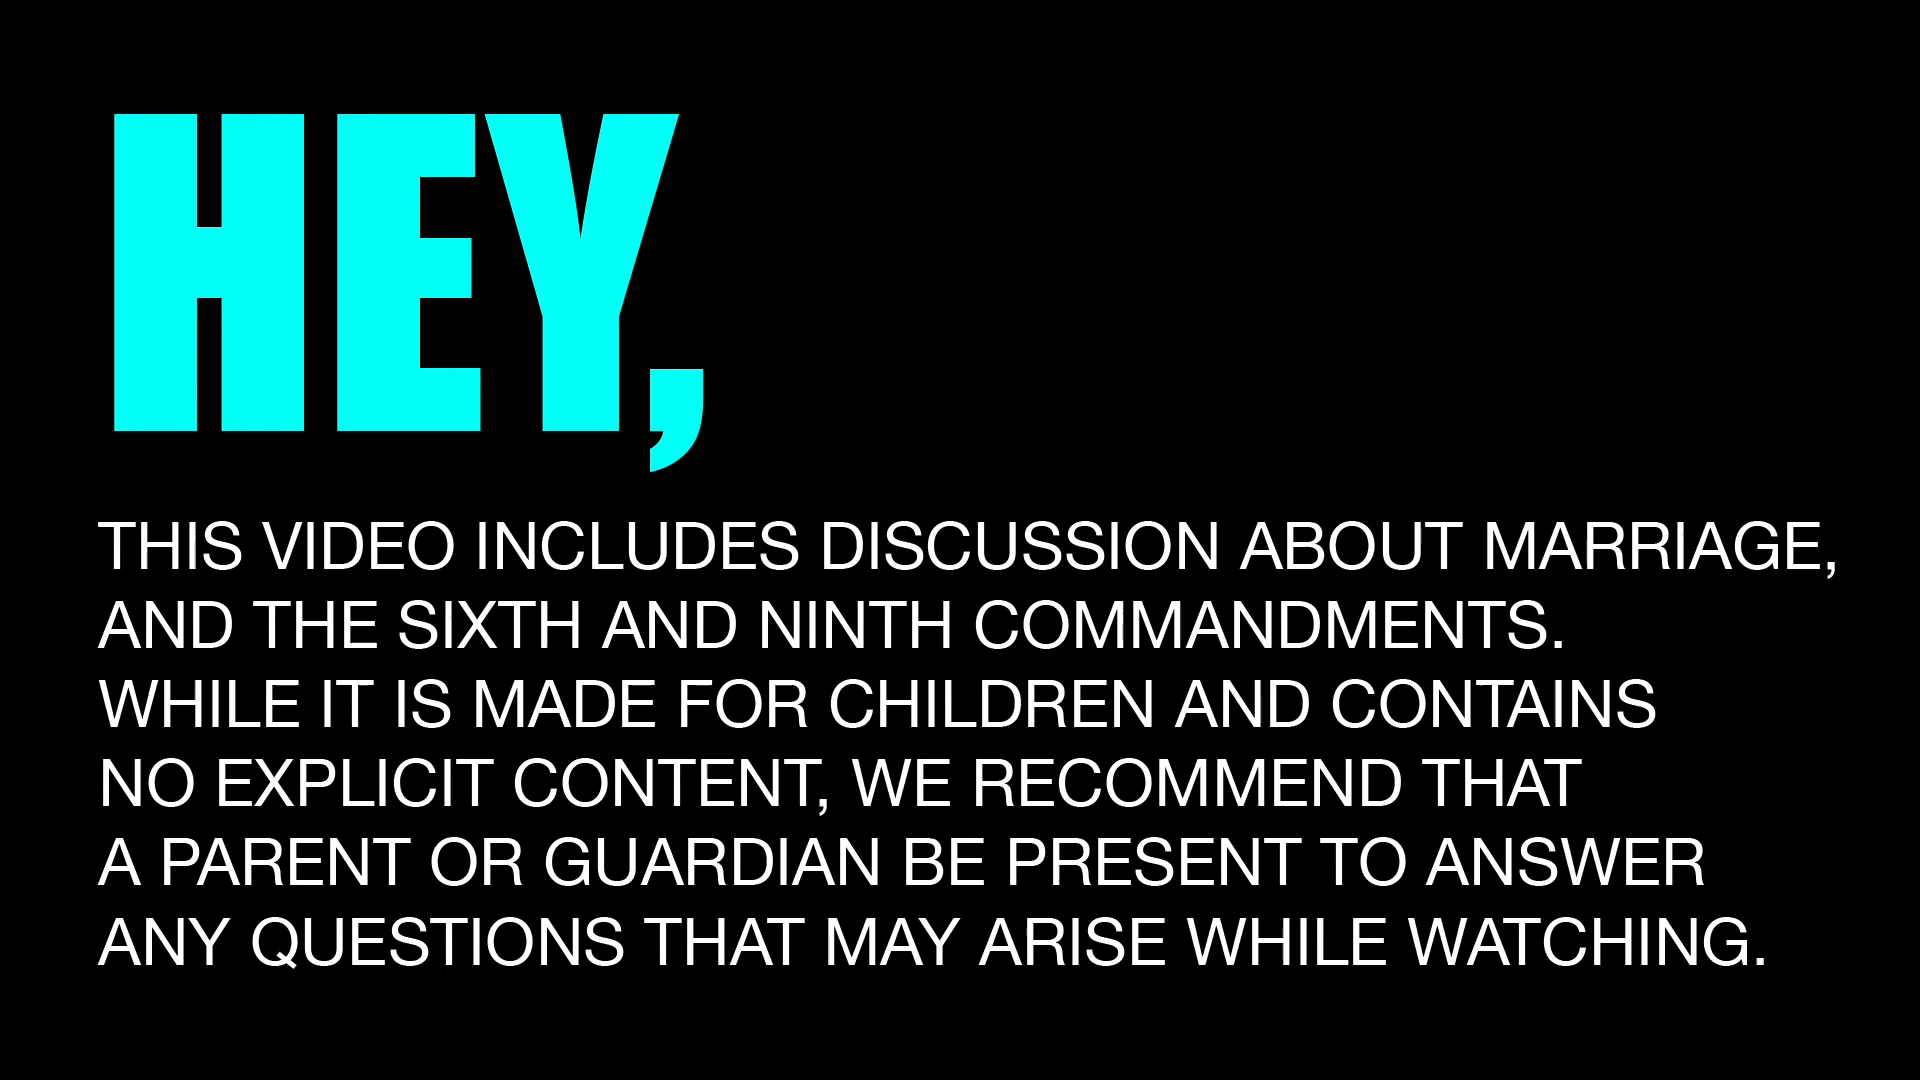 HEY,
THIS VIDEO INCLUDES DISCUSSION ABOUT MARRIAGE,
AND THE SIXTH AND NINTH COMMANDMENTS.
WHILE IT IS MADE FOR CHILDREN AND CONTAINS
NO EXPLICIT CONTENT, WE RECOMMEND THAT
A PARENT OR GUARDIAN BE PRESENT TO ANSWER
ANY QUESTIONS THAT MAY ARISE WHILE WATCHING.